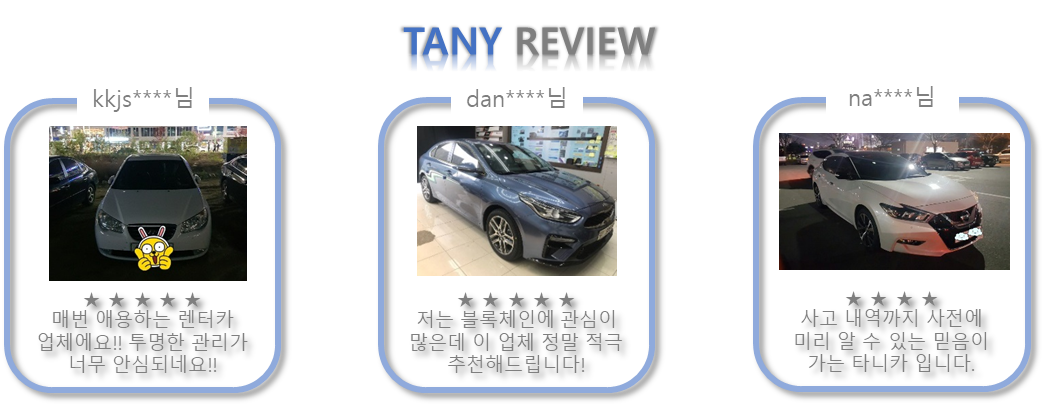 TANY REVIEW
kkjs****님
★ ★ ★ ★ ★
매번 애용하는 렌터카
업체에요!! 투명한 관리가
너무 안심되네요!!
dan****님
★ ★ ★ ★ ★
저는 블록체인에 관심이
많은데 이 업체 정말 적극
추천해드립니다!
na****님
★ ★ ★ ★
사고 내역까지 사전에
미리 알 수 있는 믿음이
가는 타니카 입니다.